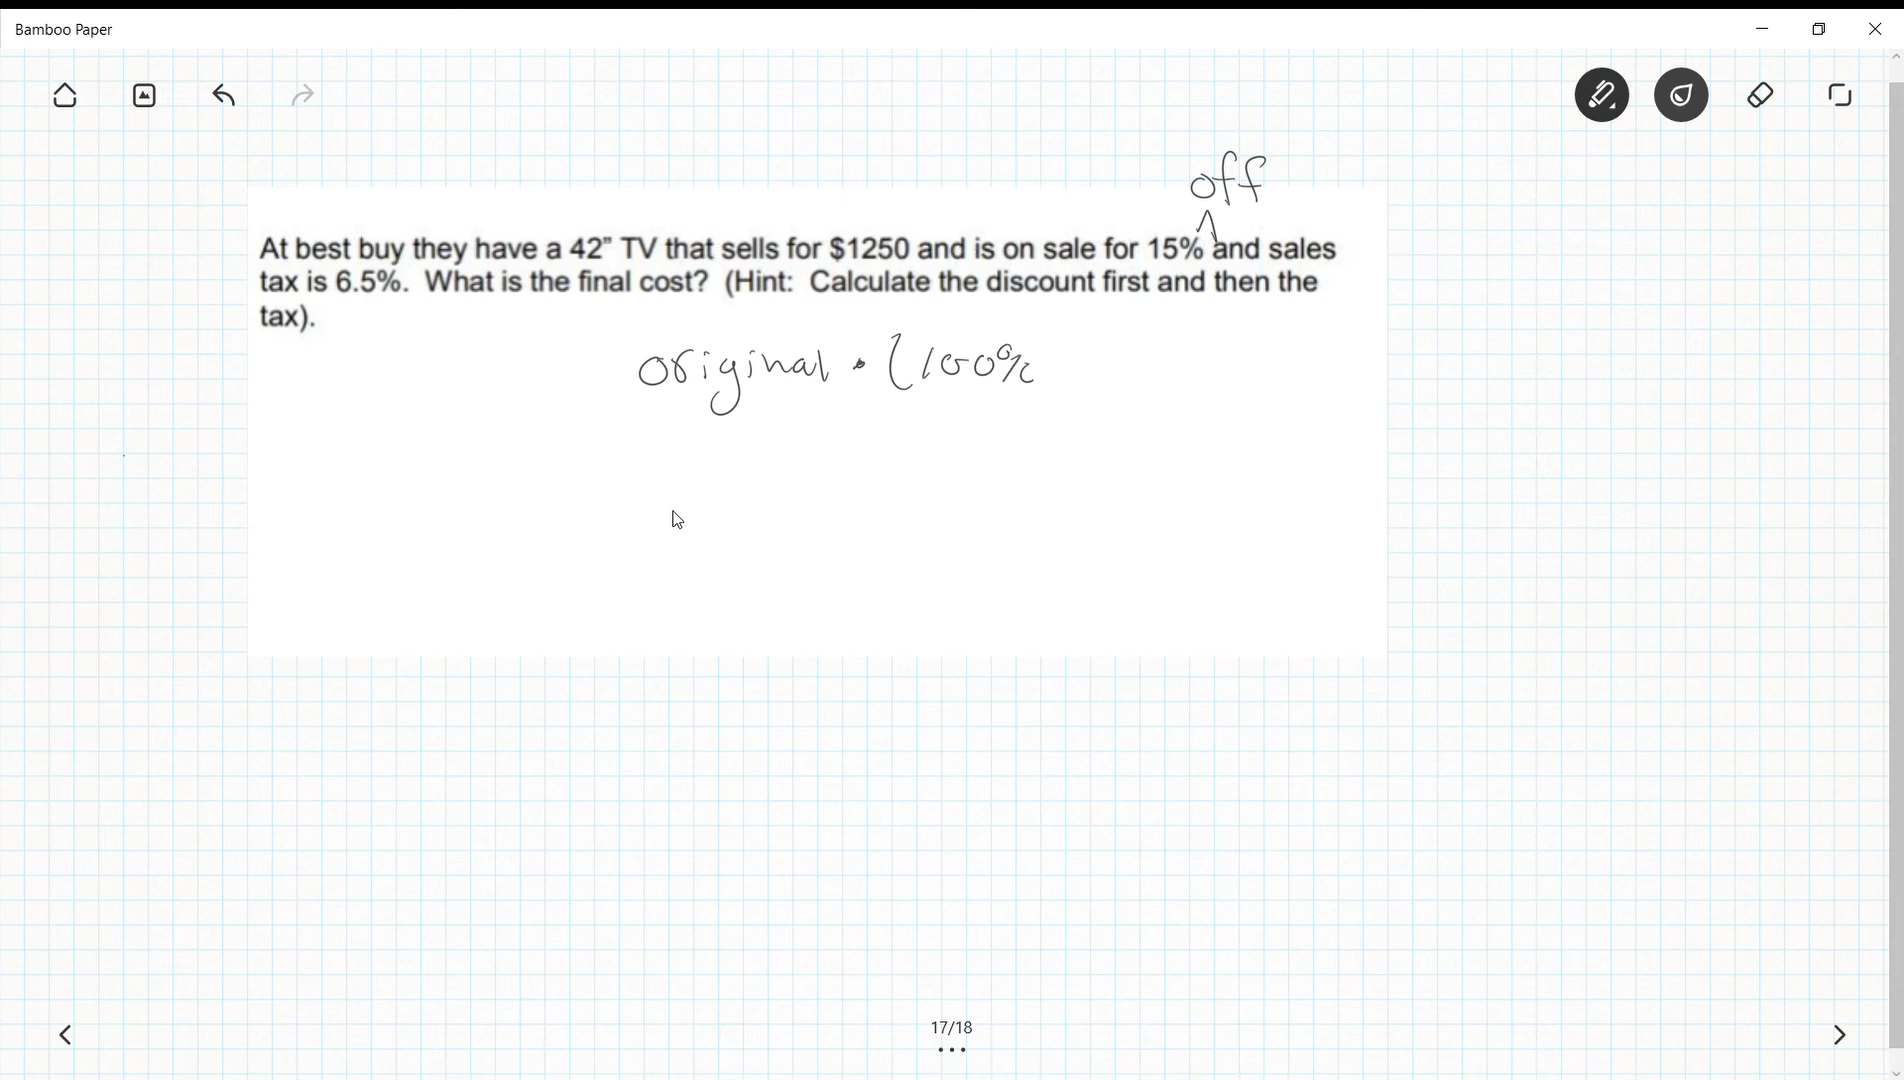 Bamboo Paper
off
^
At best buy they have a 42” TV that sells for $1250 and is on sale for 15% and sales
tax is 6.5%. What is the final cost? (Hint: Calculate the discount first and then the
tax).
original • (100%
17/18